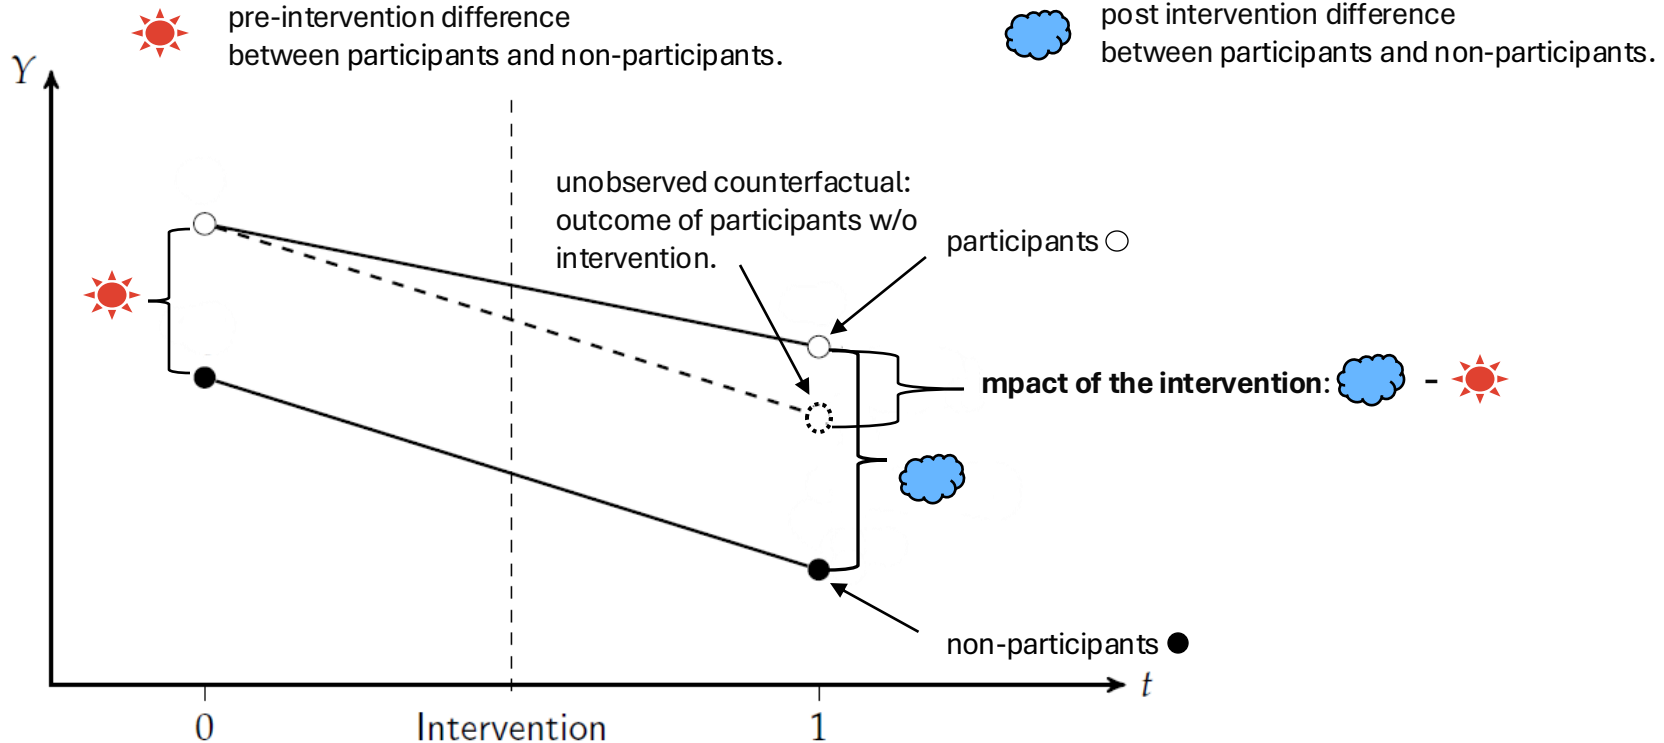 pre-intervention difference
between participants and non-participants.
post intervention difference
between participants and non-participants.
Y
unobserved counterfactual:
outcome of participants w/o
intervention.
participants
mpact of the intervention: -
non-participants
t
0
Intervention
1